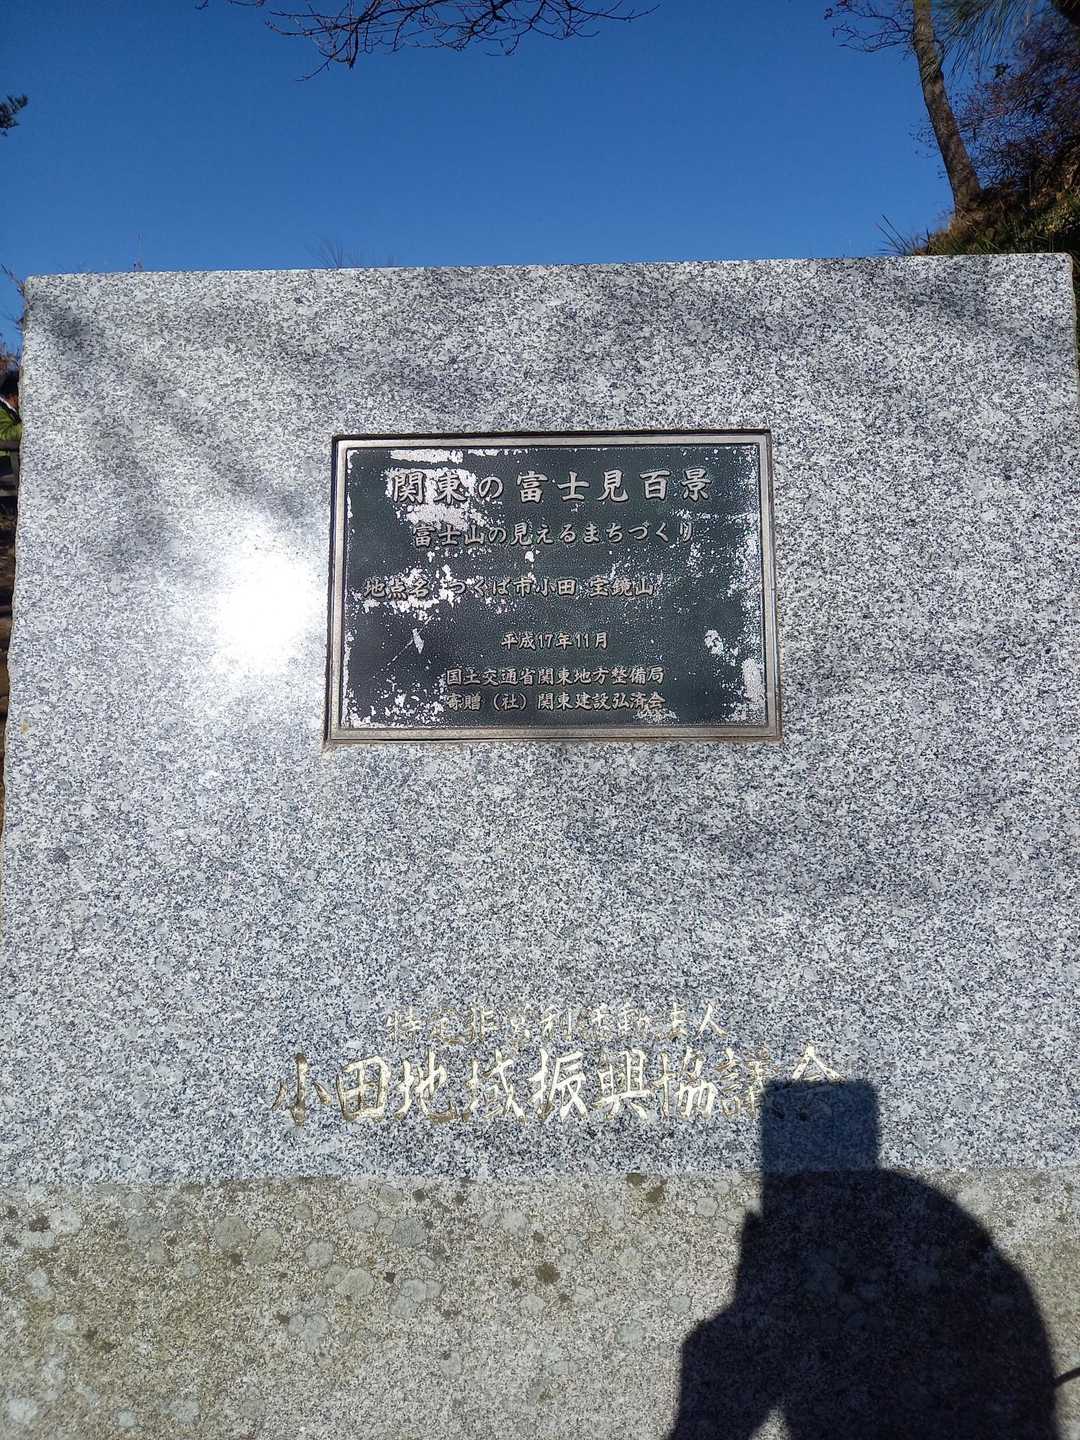 関東の富士見百景
富士山の見えるまちづくり
地点名 つくば市小田 宝鏡山
平成17年11月
国土交通省関東地方整備局
寄贈（社）関東建設弘済会
特定非営利活動法人
小田地域振興協議会